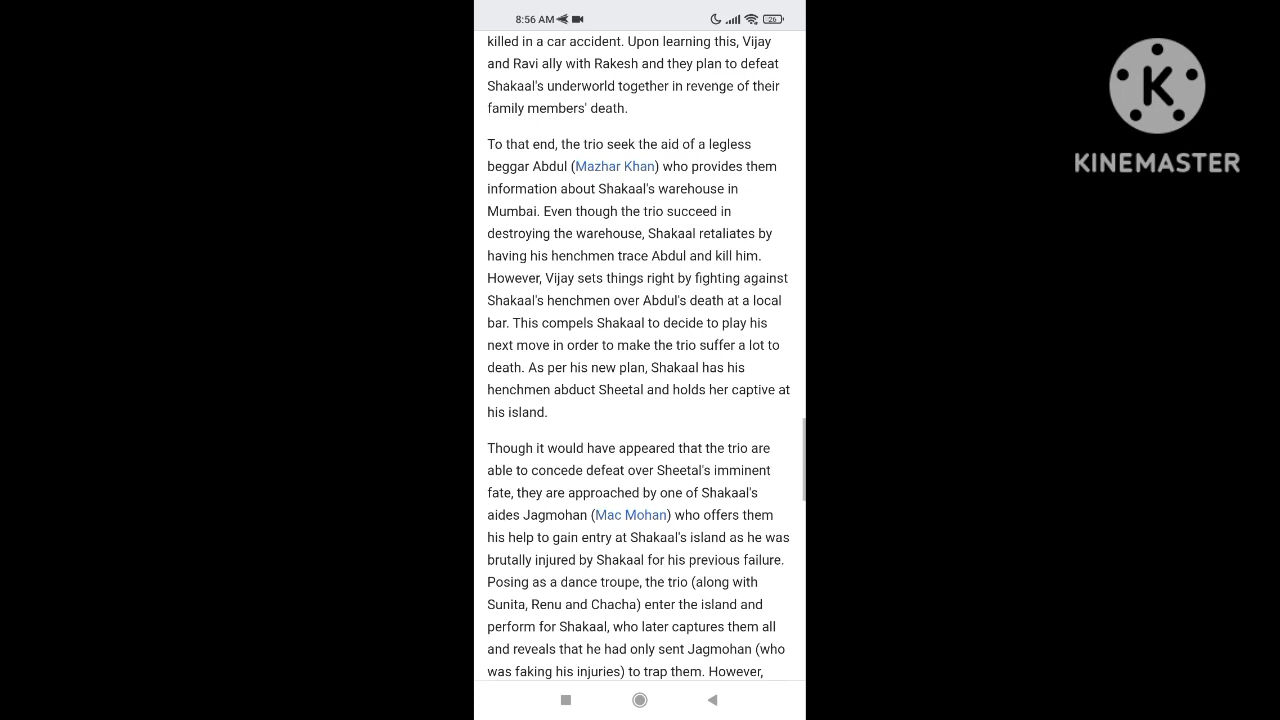 8:56 AM
26
killed in a car accident. Upon learning this, Vijay
and Ravi ally with Rakesh and they plan to defeat
Shakaal's underworld together in revenge of their
family members' death.
To that end, the trio seek the aid of a legless
beggar Abdul (Mazhar Khan) who provides them
information about Shakaal's warehouse in
Mumbai. Even though the trio succeed in
destroying the warehouse, Shakaal retaliates by
having his henchmen trace Abdul and kill him.
However, Vijay sets things right by fighting against
Shakaal's henchmen over Abdul's death at a local
bar. This compels Shakaal to decide to play his
next move in order to make the trio suffer a lot to
death. As per his new plan, Shakaal has his
henchmen abduct Sheetal and holds her captive at
his island.
Though it would have appeared that the trio are
able to concede defeat over Sheetal's imminent
fate, they are approached by one of Shakaal's
aides Jagmohan (Mac Mohan) who offers them
his help to gain entry at Shakaal's island as he was
brutally injured by Shakaal for his previous failure.
Posing as a dance troupe, the trio (along with
Sunita, Renu and Chacha) enter the island and
perform for Shakaal, who later captures them all
and reveals that he had only sent Jagmohan (who
was faking his injuries) to trap them. However,
K
KINEMASTER